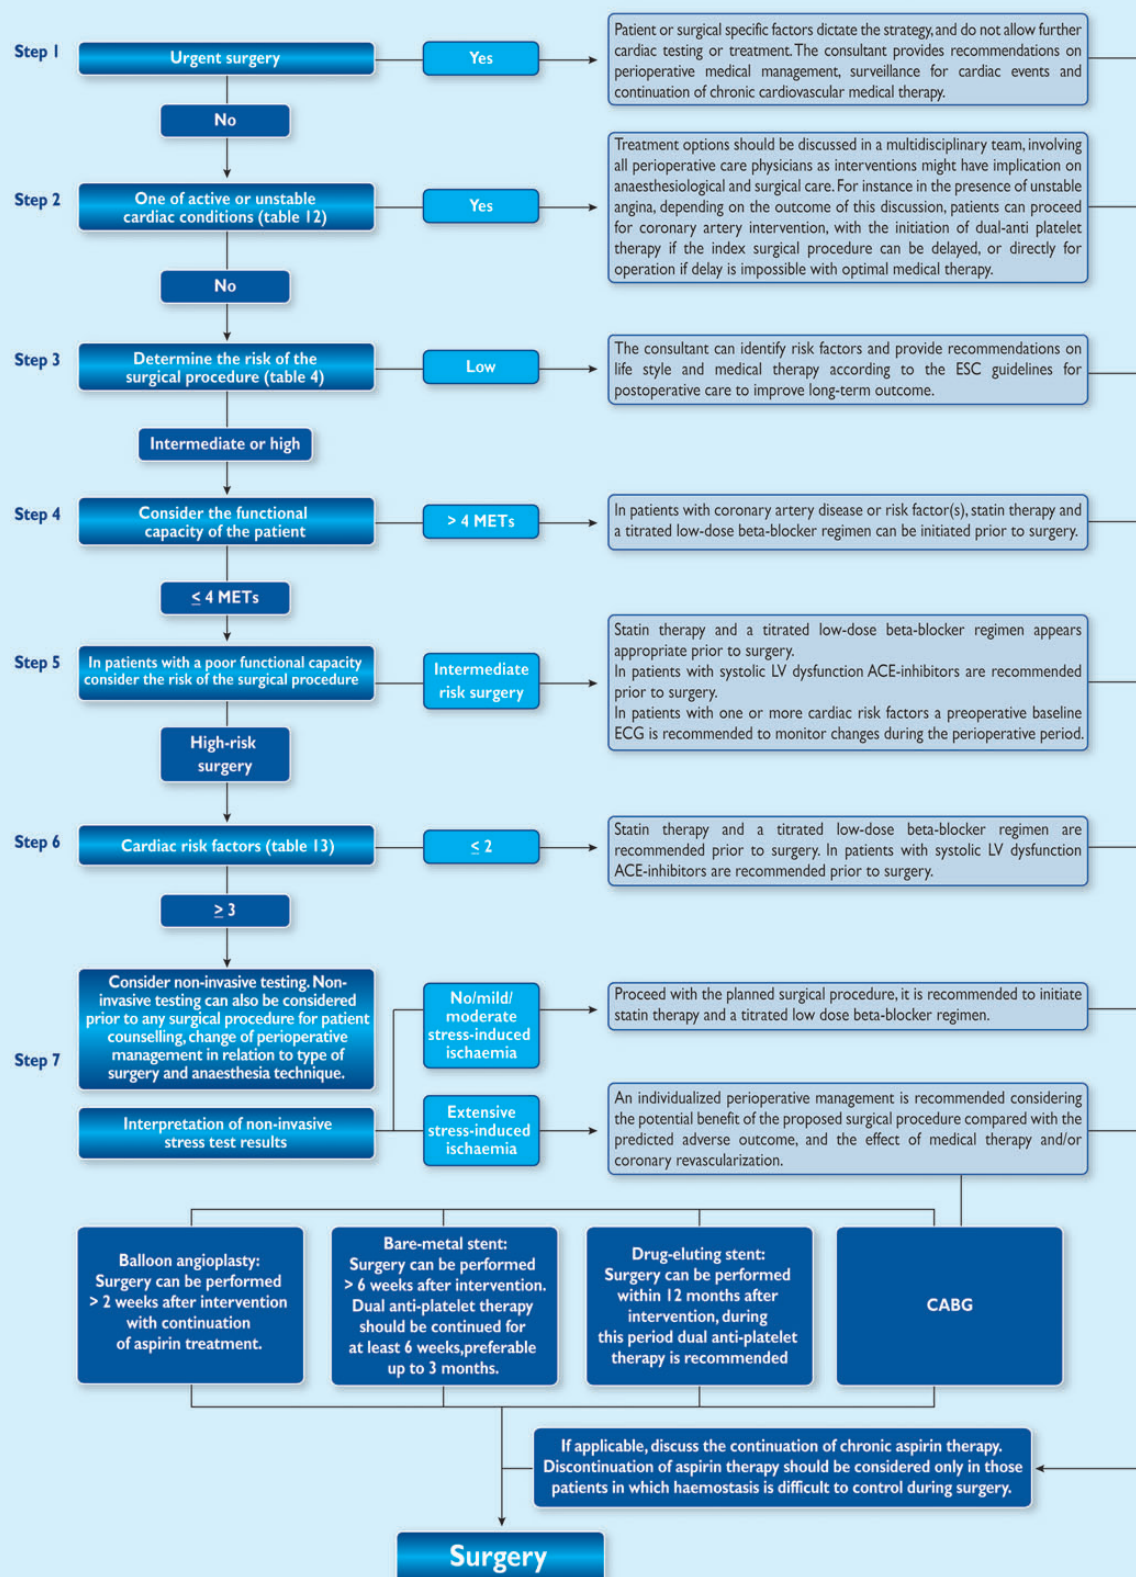 Step 1
Urgent surgery
Yes
Patient or surgical specific factors dictate the strategy, and do not allow further
cardiac testing or treatment. The consultant provides recommendations on
perioperative medical management, surveillance for cardiac events and
continuation of chronic cardiovascular medical therapy.
No
Step 2
One of active or unstable
cardiac conditions (table 12)
Yes
Treatment options should be discussed in a multidisciplinary team, involving
all perioperative care physicians as interventions might have implication on
anaesthesiological and surgical care. For instance in the presence of unstable
angina, depending on the outcome of this discussion, patients can proceed
for coronary artery intervention, with the initiation of dual-anti platelet
therapy if the index surgical procedure can be delayed, or directly for
operation if delay is impossible with optimal medical therapy.
No
Step 3
Determine the risk of the
surgical procedure (table 4)
Low
The consultant can identify risk factors and provide recommendations on
life style and medical therapy according to the ESC guidelines for
postoperative care to improve long-term outcome.
Intermediate or high
Step 4
Consider the functional
capacity of the patient
> 4 METs
In patients with coronary artery disease or risk factor(s), statin therapy and
a titrated low-dose beta-blocker regimen can be initiated prior to surgery.
≤ 4 METs
Step 5
In patients with a poor functional capacity
consider the risk of the surgical procedure
Intermediate
risk surgery
Statin therapy and a titrated low-dose beta-blocker regimen appears
appropriate prior to surgery.
In patients with systolic LV dysfunction ACE-inhibitors are recommended
prior to surgery.
In patients with one or more cardiac risk factors a preoperative baseline
ECG is recommended to monitor changes during the perioperative period.
High-risk
surgery
Step 6
Cardiac risk factors (table 13)
≤ 2
Statin therapy and a titrated low-dose beta-blocker regimen are
recommended prior to surgery. In patients with systolic LV dysfunction
ACE-inhibitors are recommended prior to surgery.
≥ 3
Step 7
Consider non-invasive testing. Non-
invasive testing can also be considered
prior to any surgical procedure for patient
counselling, change of perioperative
management in relation to type of
surgery and anaesthesia technique.
No/mild/
moderate
stress-induced
ischaemia
Proceed with the planned surgical procedure, it is recommended to initiate
statin therapy and a titrated low dose beta-blocker regimen.
Interpretation of non-invasive
stress test results
Extensive
stress-induced
ischaemia
An individualized perioperative management is recommended considering
the potential benefit of the proposed surgical procedure compared with the
predicted adverse outcome, and the effect of medical therapy and/or
coronary revascularization.
Balloon angioplasty:
Surgery can be performed
> 2 weeks after intervention
with continuation
of aspirin treatment.
Bare-metal stent:
Surgery can be performed
> 6 weeks after intervention.
Dual anti-platelet therapy
should be continued for
at least 6 weeks,preferable
up to 3 months.
Drug-eluting stent:
Surgery can be performed
within 12 months after
intervention, during
this period dual anti-platelet
therapy is recommended
CABG
If applicable, discuss the continuation of chronic aspirin therapy.
Discontinuation of aspirin therapy should be considered only in those
patients in which haemostasis is difficult to control during surgery.
Surgery